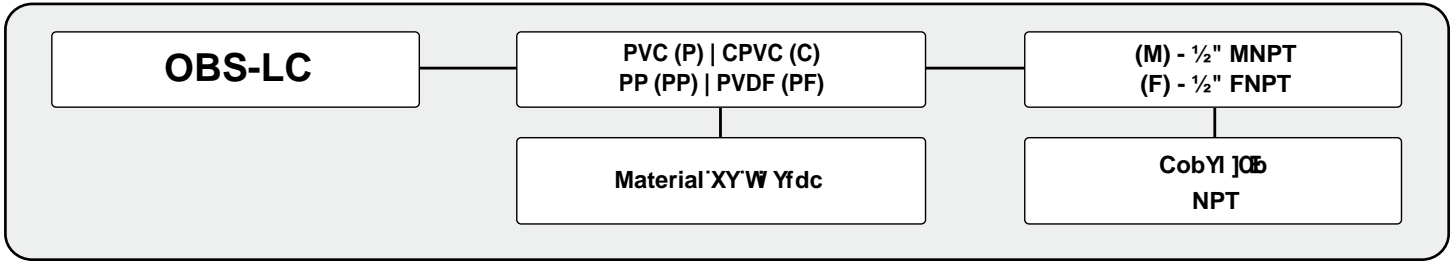 OBS-LC
PVC (P) | CPVC (C)
PP (PP) | PVDF (PF)
(M) - ½" MNPT
(F) - ½" FNPT
Material
NPT